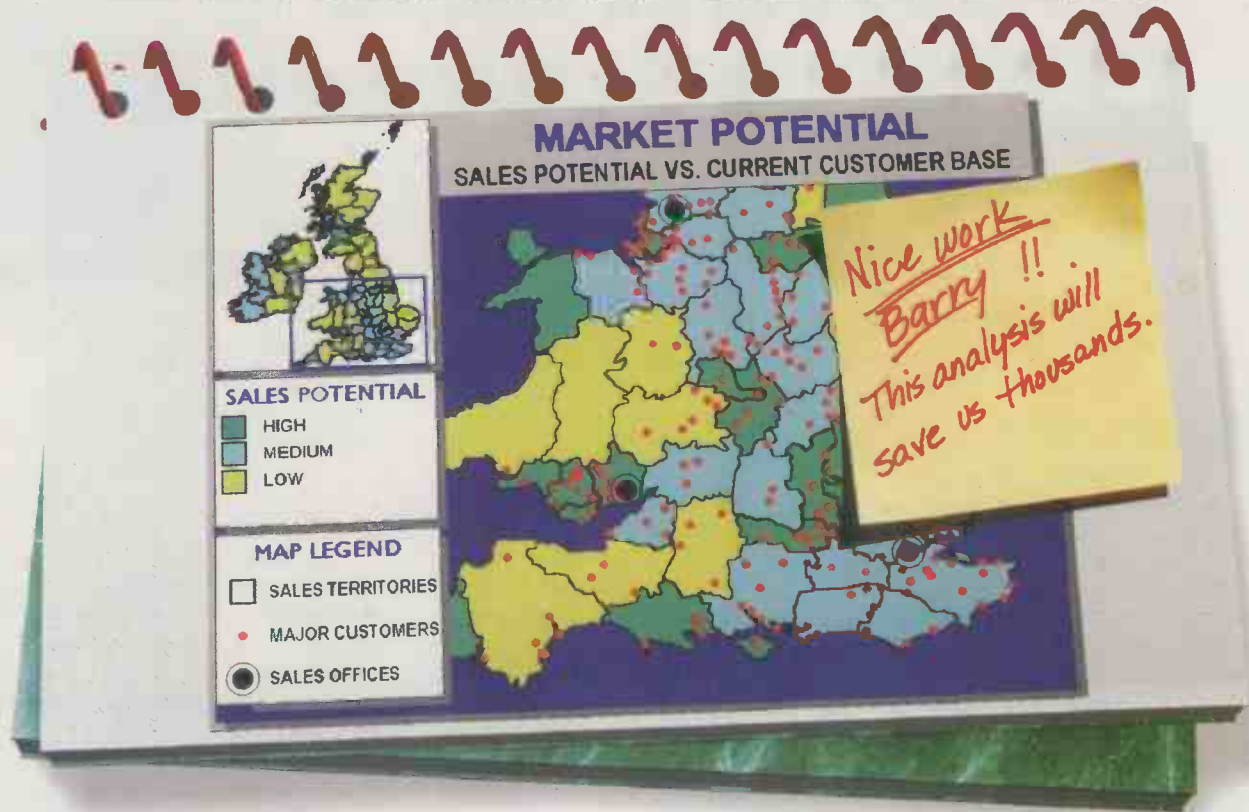 MARKET POTENTIAL
SALES POTENTIAL VS. CURRENT CUSTOMER BASE
SALES POTENTIAL
HIGH
MEDIUM
LOW
MAP LEGEND
SALES TERRITORIES
MAJOR CUSTOMERS
SALES OFFICES
Nice work
Barry !!
This analysis will
save us thousands.